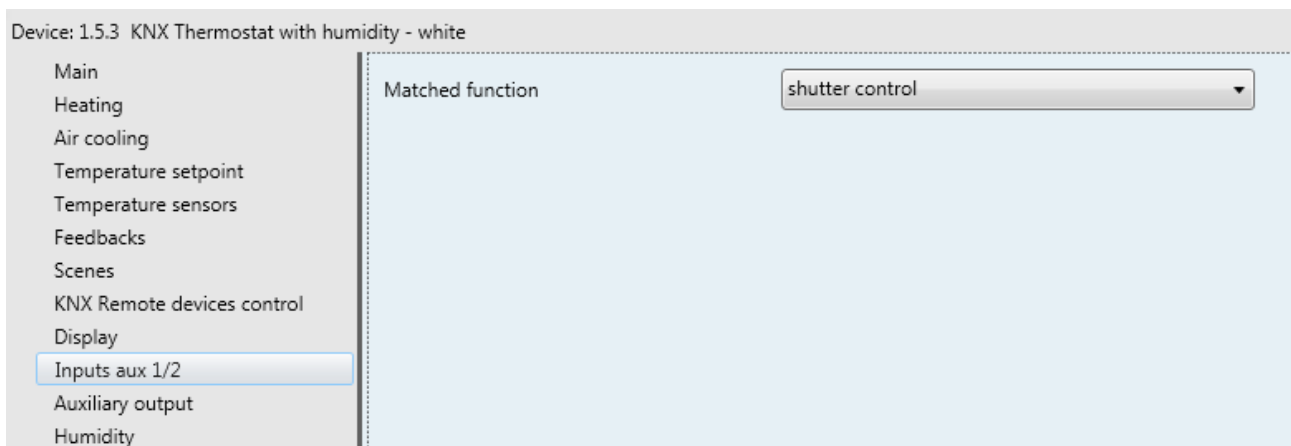 Device: 1.5.3 KNX Thermostat with humidity - white
Main
Heating
Air cooling
Temperature setpoint
Temperature sensors
Feedbacks
Scenes
KNX Remote devices control
Display
Inputs aux 1/2
Auxiliary output
Humidity
Matched function
shutter control